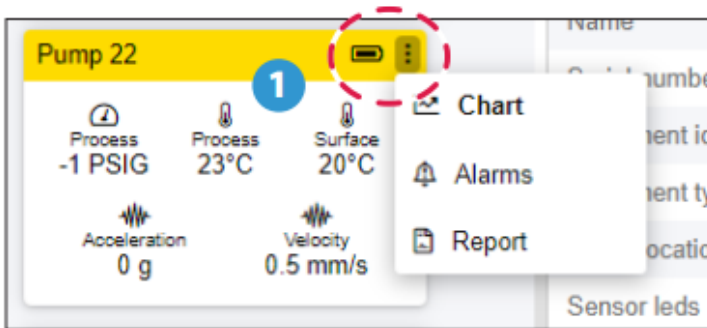 Pump 22
1
Process
-1 PSIG
Process
23°C
Surface
20°C
Acceleration
0 g
Velocity
0.5 mm/s
Chart
Alarms
Report
Name
Sensor leds